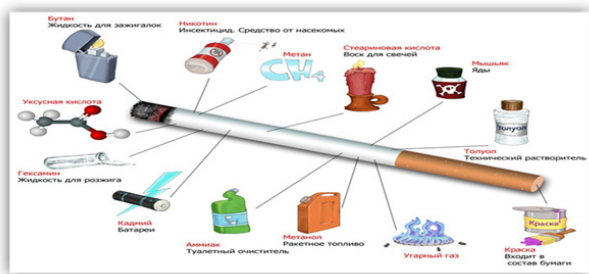 Бутан
Жидкость для зажигалок
Никотин
Инсектицид. Средство от насекомых
Метан
CH4
Стеариновая кислота
Воск для свечей
Мышьяк
Яды
Уксусная кислота
толуол
Толуол
Технический растворитель
Гексамин
Жидкость для розжига
Кадний
Батареи
Аммиак
Туалетный очиститель
Метанол
Ракетное топливо
Угарный газ
Краска
Краска
Входит в
состав бумаги